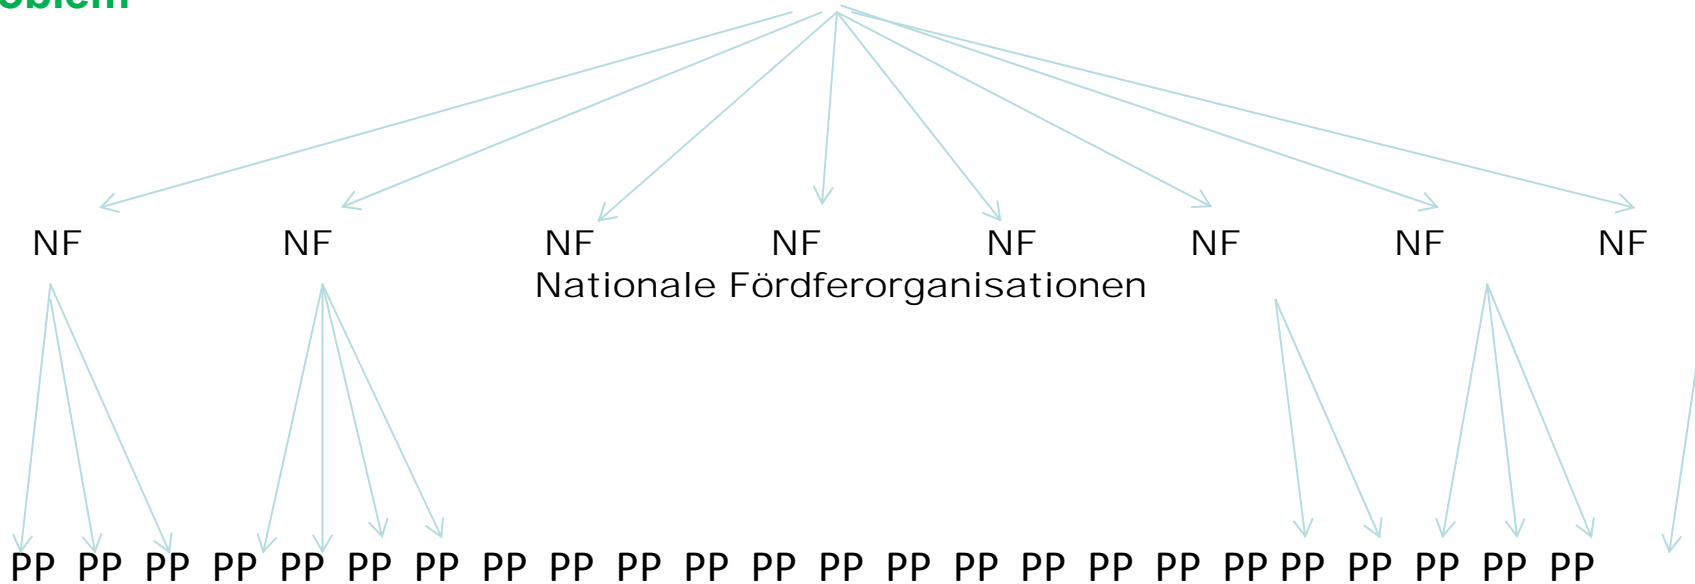 oblem
NF NF NF NF NF NF NF NF
Nationale Fördferorganisationen
PP PP PP PP PP PP PP PP PP PP PP PP PP PP PP PP PP PP PP PP PP PP PP PP